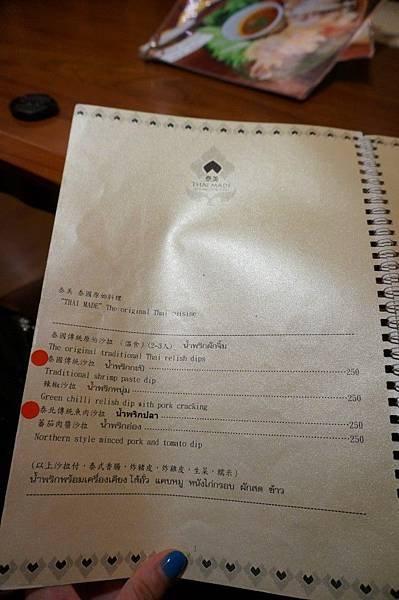 泰美
THAI MADE
泰美 泰國原始料理
"THAI MADE" The original Thai cuisine
泰國傳統原始沙拉 (溫食)(2-3人) น้ำพริกผักจิ้ม
The original traditional Thai relish dips
泰國傳統沙拉 น้ำพริกกะปิ 250
Traditional shrimp paste dip
辣椒沙拉 น้ำพริกหนุ่ม 250
Green chilli relish dip with pork cracking
泰北傳統魚肉沙拉 น้ำพริกปลา 250
蕃茄肉醬沙拉 น้ำพริกอ่อง 250
Northern style minced pork and tomato dip
(以上沙拉付，泰式香腸，炸豬皮，炸雞皮，生菜，糯米)
น้ำพริกพร้อมเครื่องเคียง ไส้อั่ว แคบหมู หนังไก่กรอบ ผักสด ข้าว